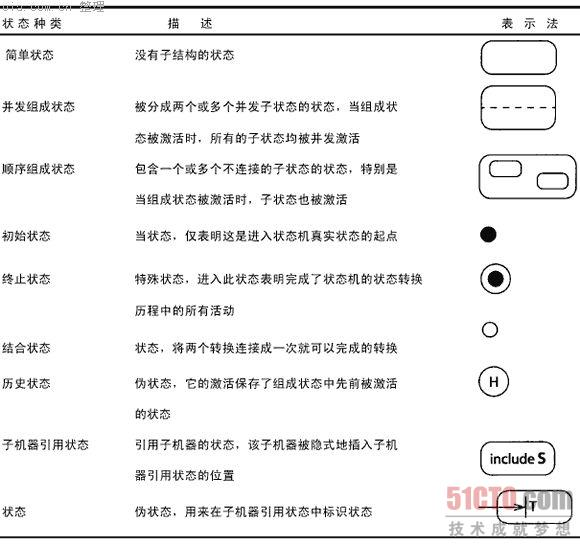 整理
状态种类 描 述 表 示 法
简单状态 没有子结构的状态
并发组成状态 被分成两个或多个并发子状态的状态，当组成状
态被激活时，所有的子状态均被并发激活
顺序组成状态 包含一个或多个不连接的子状态的状态，特别是
当组成状态被激活时，子状态也被激活
初始状态 当状态，仅表明这是进入状态机真实状态的起点
终止状态 特殊状态，进入此状态表明完成了状态机的状态转换
历程中的所有活动
结合状态 状态，将两个转换连接成一次就可以完成的转换
历史状态 伪状态，它的激活保存了组成状态中先前被激活 H
的状态
子机器引用状态 引用子机器的状态，该子机器被隐式地插入子机
器引用状态的位置 include S
状态 伪状态，用来在子机器引用状态中标识状态 T
51CTO.com
技术成就梦想